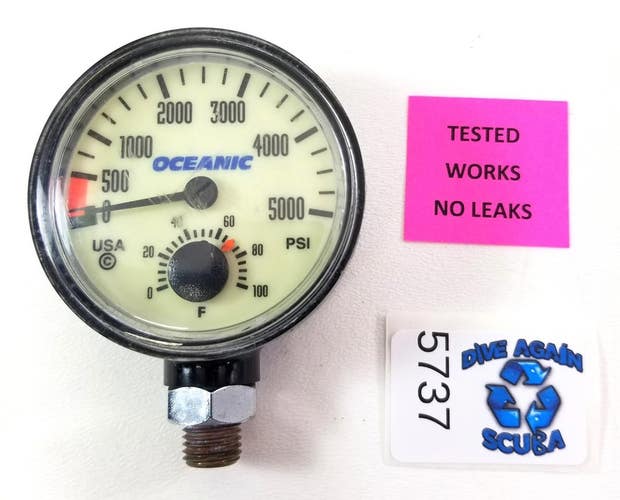 2000 3000
1000 4000
500 OCEANIC
0 5000
USA PSI
©
40 60
20 80
0 100
F
TESTED
WORKS
NO LEAKS
5737
DIVE AGAIN
SCUBA